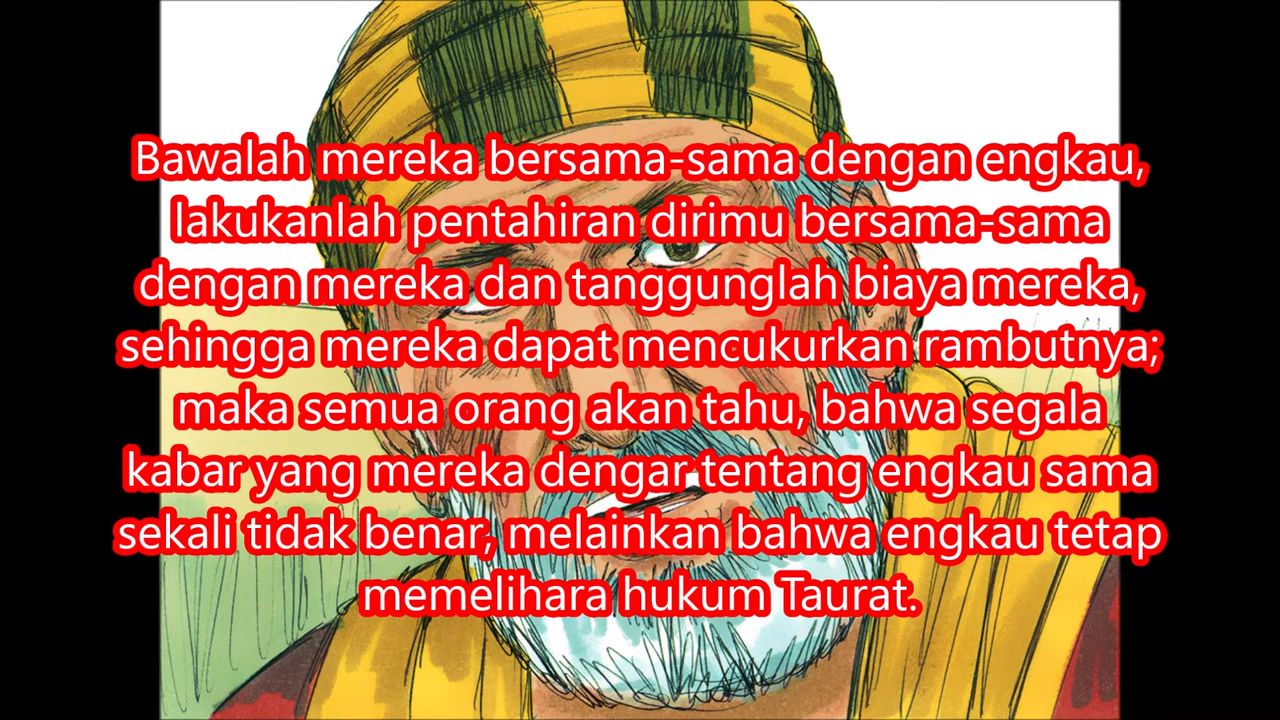 Bawalah mereka bersama-sama dengan engkau,
lakukanlah pentahiran dirimu bersama-sama
dengan mereka dan tanggunglah biaya mereka,
sehingga mereka dapat mencukurkan rambutnya;
maka semua orang akan tahu, bahwa segala
kabar yang mereka dengar tentang engkau sama
sekali tidak benar, melainkan bahwa engkau tetap
memelihara hukum Taurat.